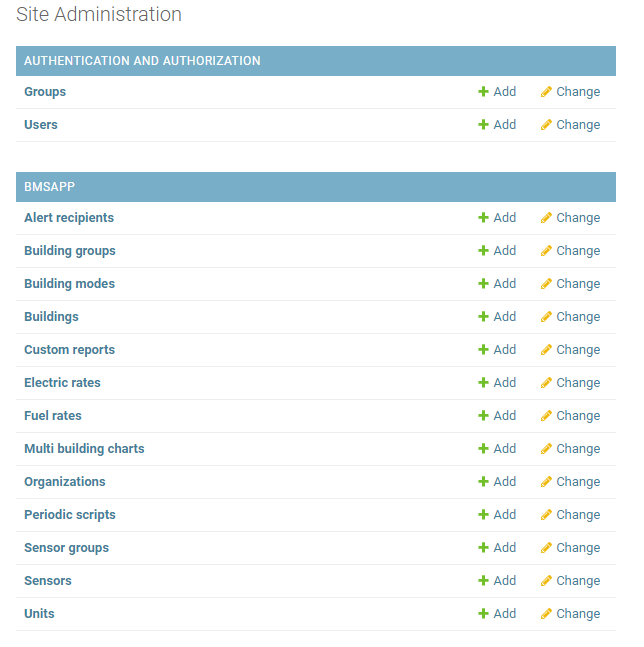 Site Administration
AUTHENTICATION AND AUTHORIZATION
Groups Add Change
Users Add Change
BMSAPP
Alert recipients Add Change
Building groups Add Change
Building modes Add Change
Buildings Add Change
Custom reports Add Change
Electric rates Add Change
Fuel rates Add Change
Multi building charts Add Change
Organizations Add Change
Periodic scripts Add Change
Sensor groups Add Change
Sensors Add Change
Units Add Change